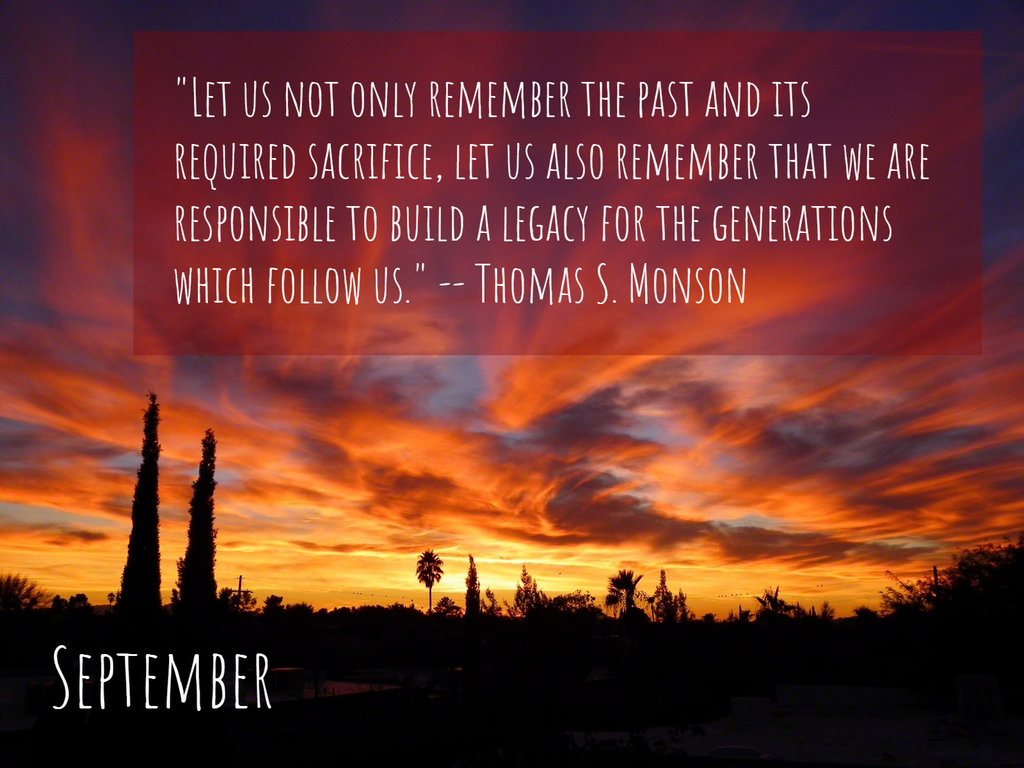 "Let us not only remember the past and its
required sacrifice, let us also remember that we are
responsible to build a legacy for the generations
which follow us." -- Thomas S. Monson
September